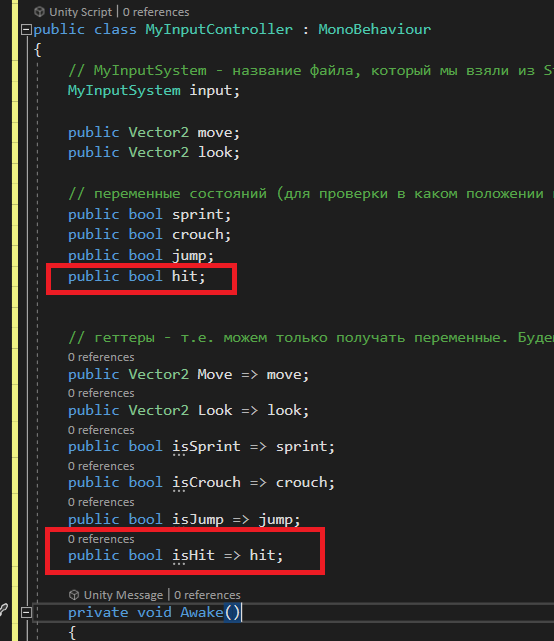 Unity Script | 0 references
public class MyInputController : MonoBehaviour
{
// MyInputSystem - название файла, который мы взяли из
MyInputSystem input;
public Vector2 move;
public Vector2 look;
// переменные состояний (для проверки в каком положении
public bool sprint;
public bool crouch;
public bool jump;
public bool hit;
// геттеры - т.е. можем только получать переменные.
0 references
public Vector2 Move => move;
0 references
public Vector2 Look => look;
0 references
public bool isSprint => sprint;
0 references
public bool isCrouch => crouch;
0 references
public bool isJump => jump;
0 references
public bool isHit => hit;
Unity Message | 0 references
private void Awake()
{